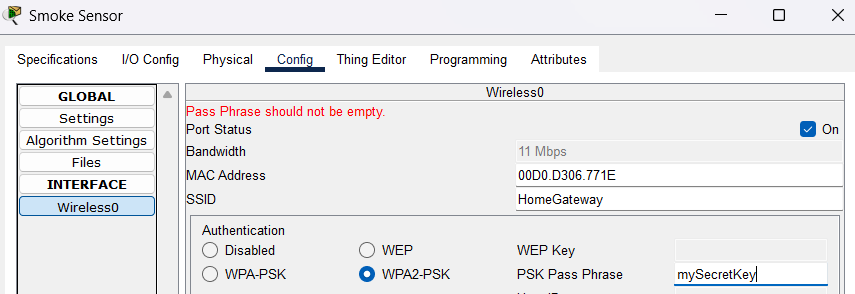 Smoke Sensor
Specifications I/O Config Physical Config Thing Editor Programming Attributes
GLOBAL
Settings
Algorithm Settings
Files
INTERFACE
Wireless0
Wireless0
Pass Phrase should not be empty.
Port Status On
Bandwidth 11 Mbps
MAC Address 00D0.D306.771E
SSID HomeGateway
Authentication
Disabled WEP WEP Key
WPA-PSK WPA2-PSK PSK Pass Phrase mySecretKey